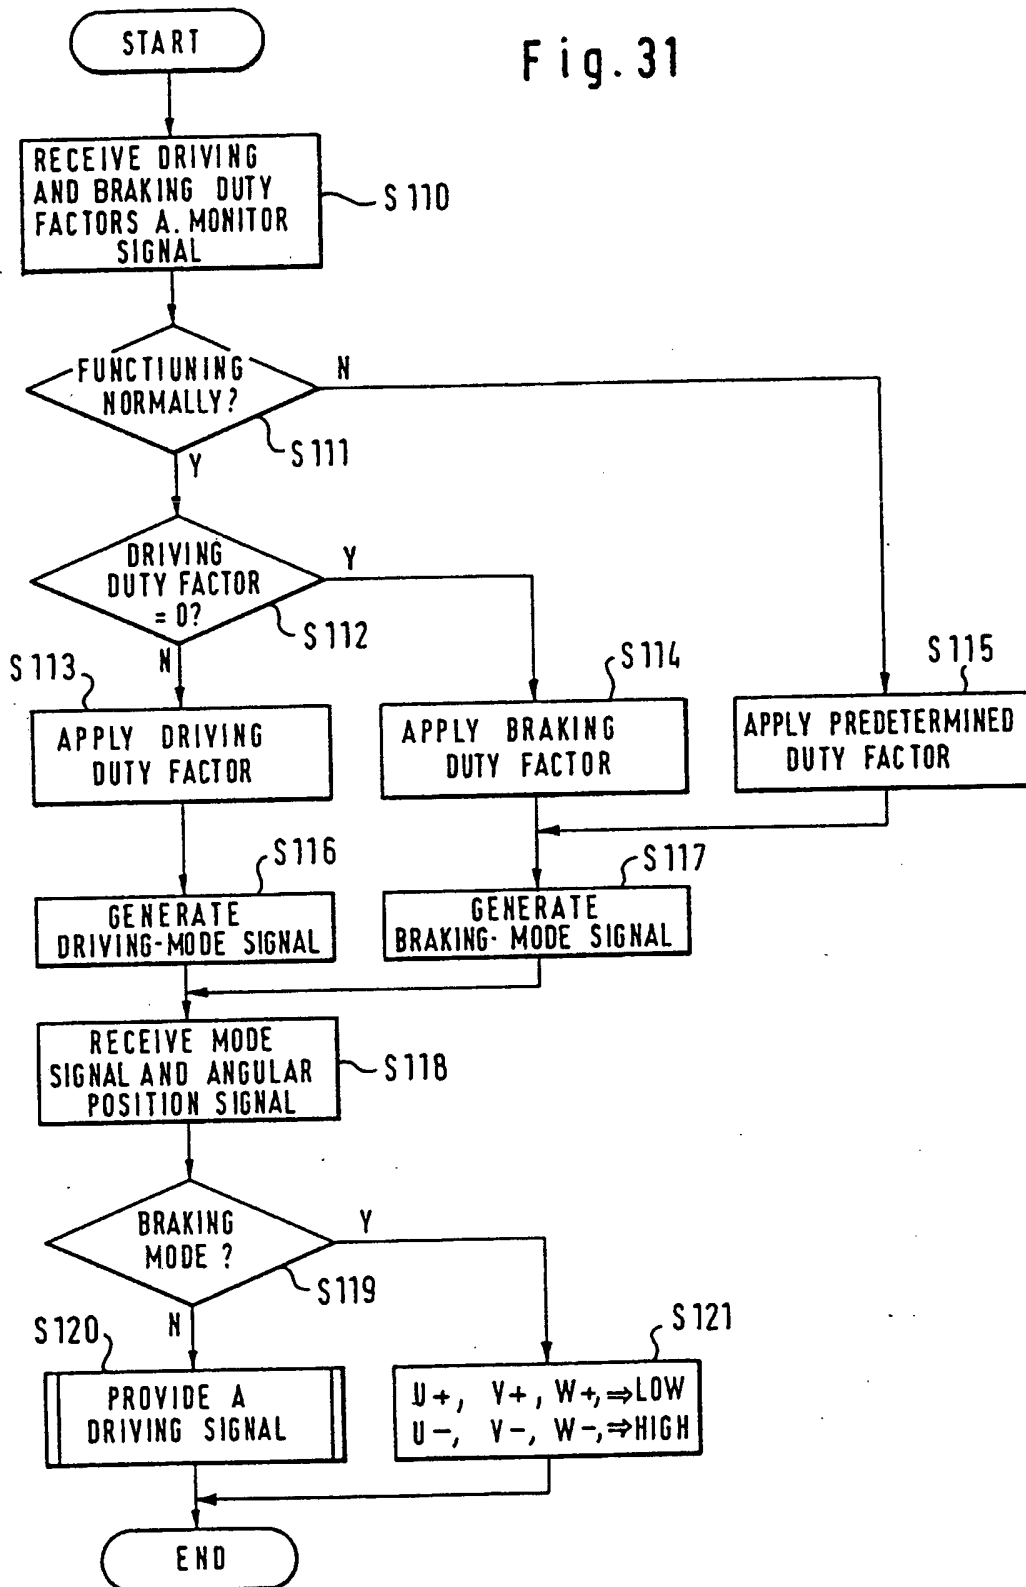 START
Fig. 31
RECEIVE DRIVING
AND BRAKING DUTY
FACTORS A. MONITOR
SIGNAL
S110
FUNCTIUNING
NORMALLY?
N
S111
Y
DRIVING
DUTY FACTOR
= 0?
Y
S112
N
S113
S114
S115
APPLY DRIVING
DUTY FACTOR
APPLY BRAKING
DUTY FACTOR
APPLY PREDETERMINED
DUTY FACTOR
S116
S117
GENERATE
DRIVING-MODE SIGNAL
GENERATE
BRAKING- MODE SIGNAL
RECEIVE MODE
SIGNAL AND ANGULAR
POSITION SIGNAL
S118
BRAKING
MODE ?
Y
S119
N
S120
S121
PROVIDE A
DRIVING SIGNAL
U+, V+, W+, ⇒LOW
U−, V−, W−, ⇒HIGH
END